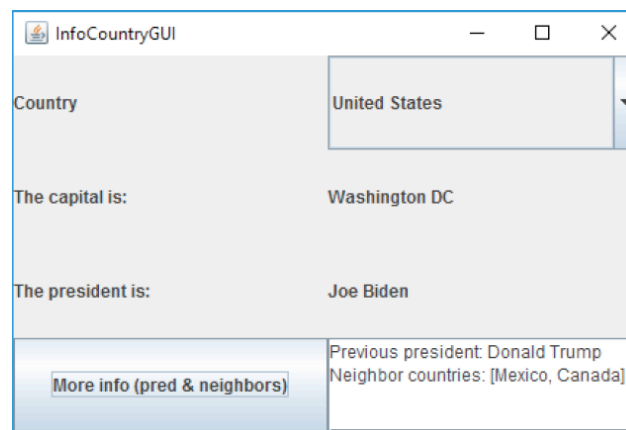 InfoCountryGUI
Country
United States
The capital is:
Washington DC
The president is:
Joe Biden
More info (pred & neighbors)
Previous president: Donald Trump
Neighbor countries: [Mexico, Canada]